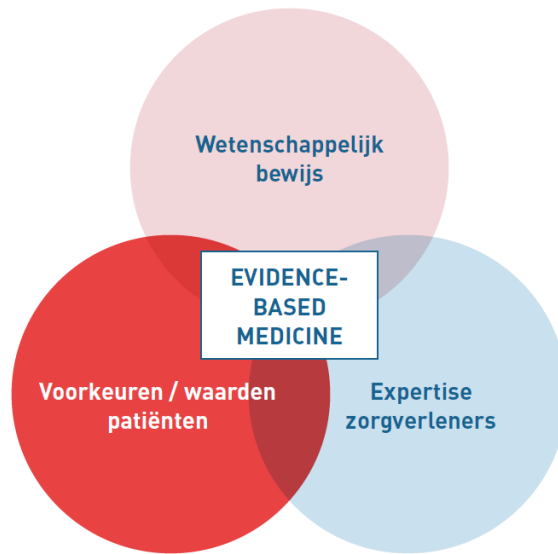 Wetenschappelijk
bewijs
EVIDENCE-
BASED
MEDICINE
Voorkeuren / waarden
patiënten
Expertise
zorgverleners